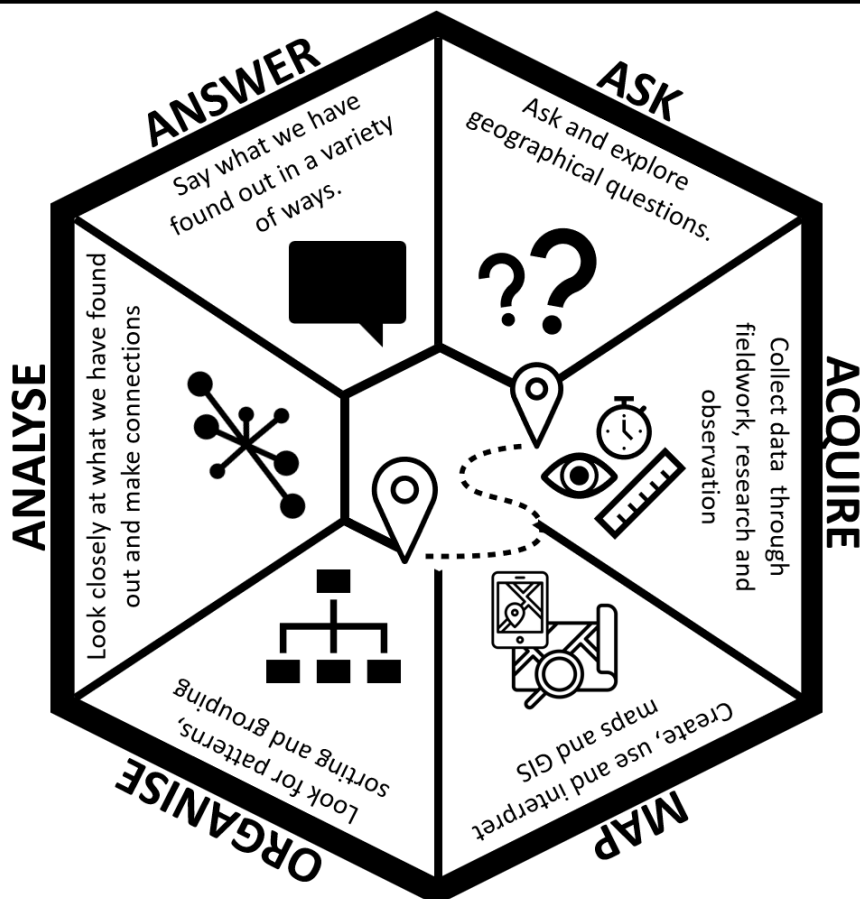 ASK
Ask and explore
geographical questions.
ACQUIRE
Collect data through
fieldwork, research and
observation
MAP
Create, use and interpret
maps and GIS
ORGANISE
Look for patterns,
sorting and grouping
ANALYSE
Look closely at what we have found
out and make connections
ANSWER
Say what we have
found out in a variety
of ways.